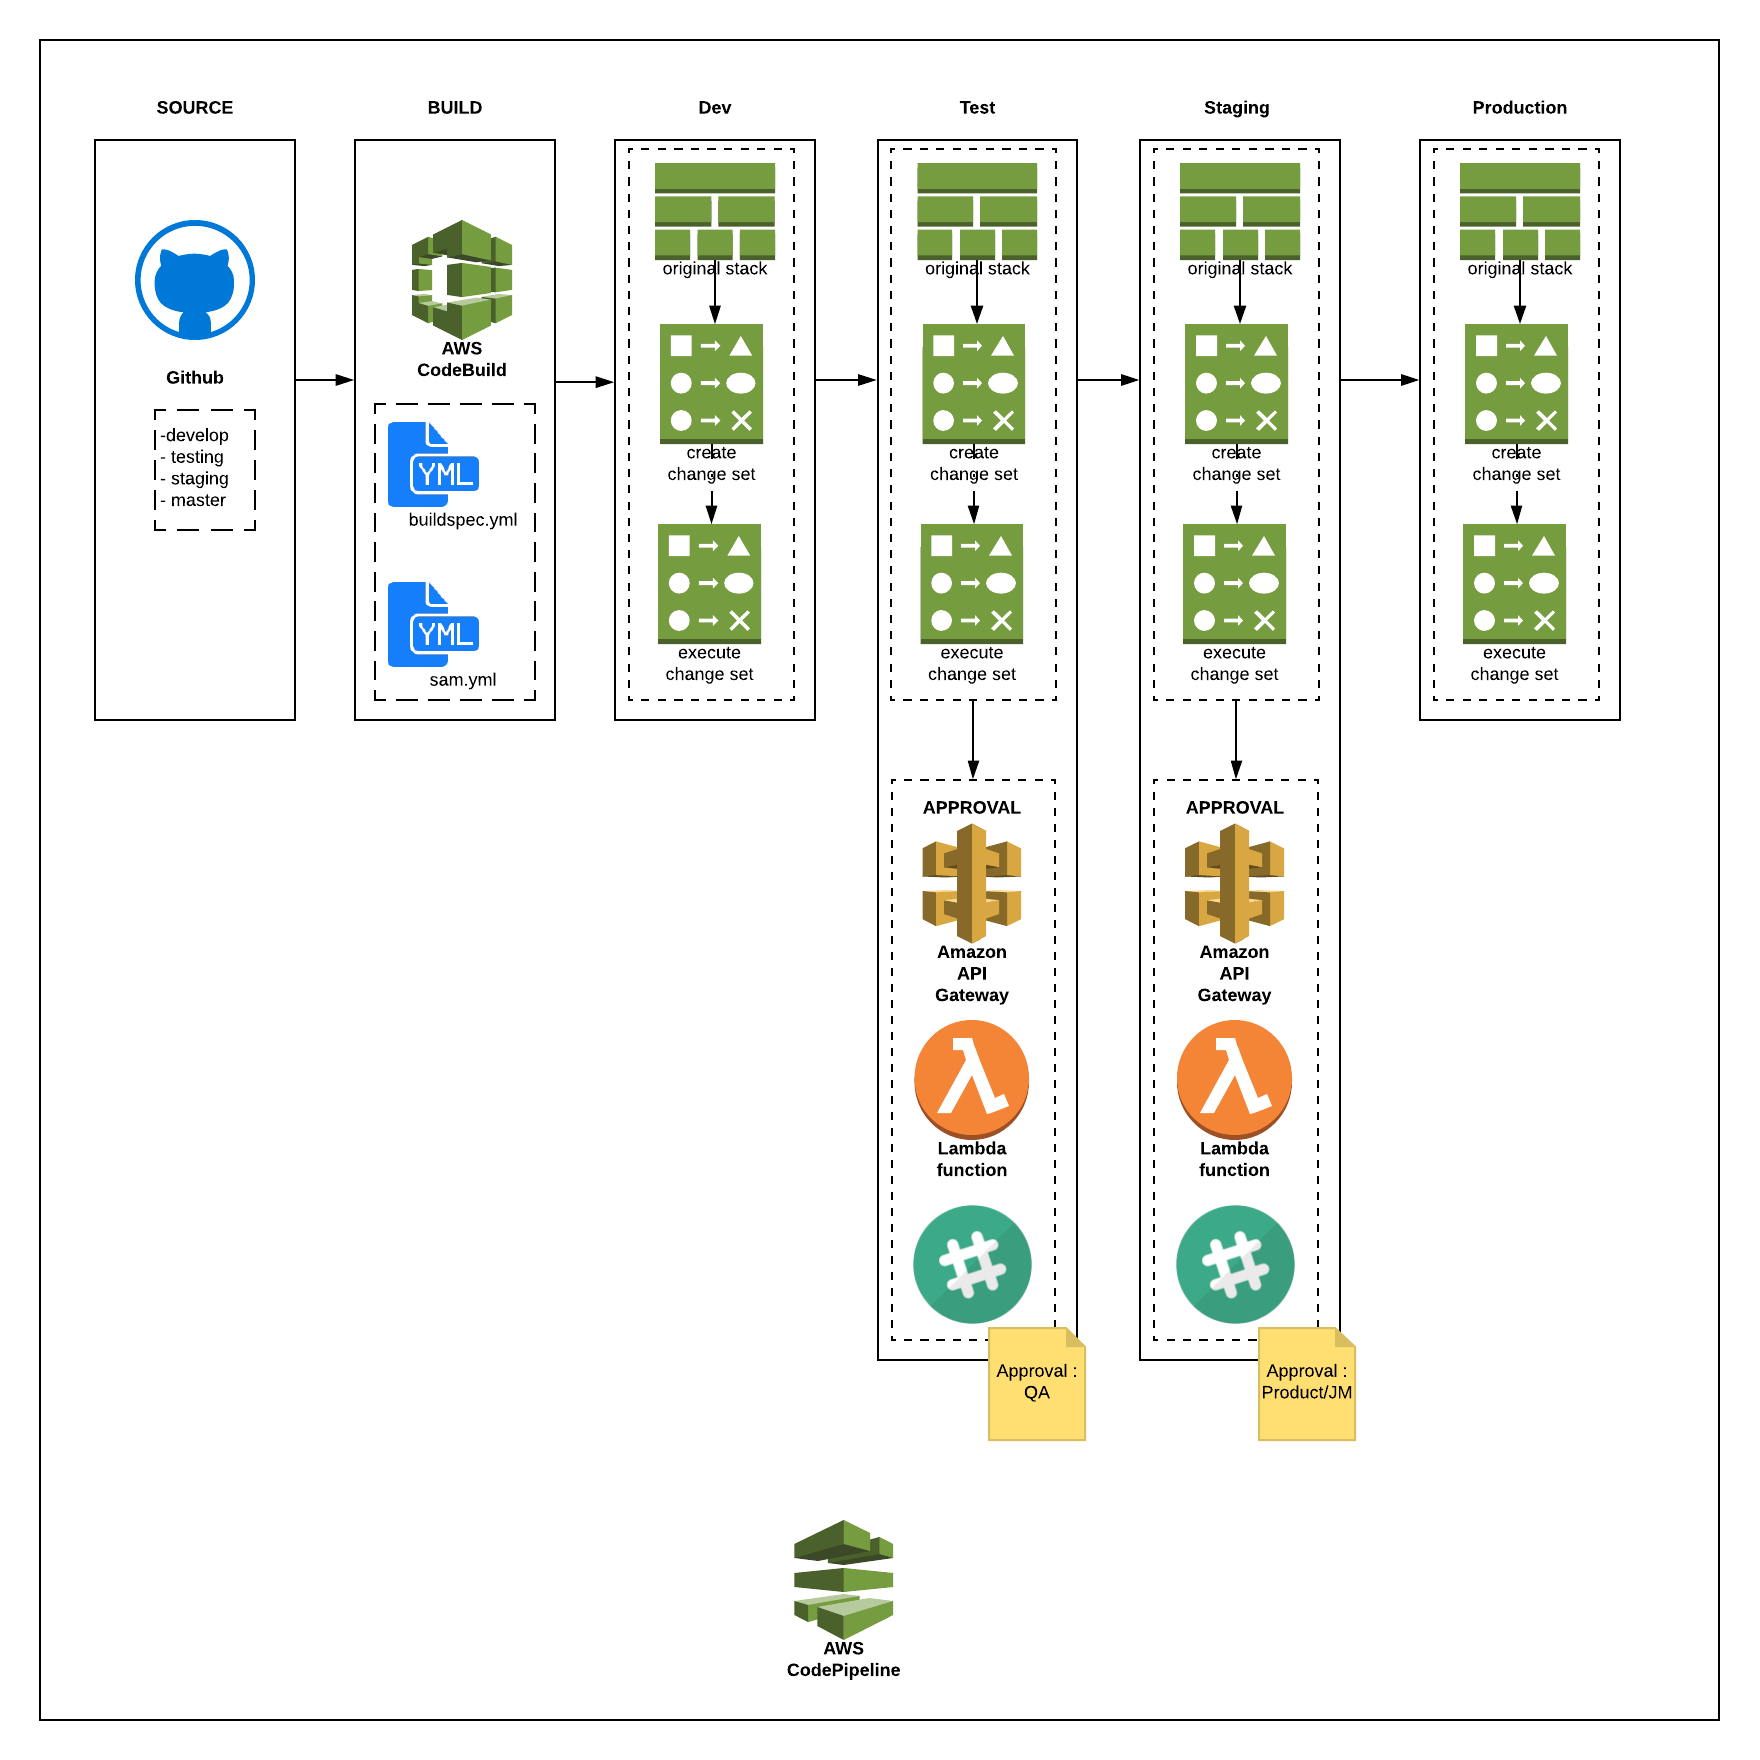 SOURCE
BUILD
Dev
Test
Staging
Production
Github
-develop
- testing
- staging
- master
AWS
CodeBuild
YML
buildspec.yml
YML
sam.yml
original stack
create
change set
execute
change set
original stack
create
change set
execute
change set
APPROVAL
Amazon
API
Gateway
Lambda
function
Approval :
QA
original stack
create
change set
execute
change set
APPROVAL
Amazon
API
Gateway
Lambda
function
Approval :
Product/JM
original stack
create
change set
execute
change set
AWS
CodePipeline